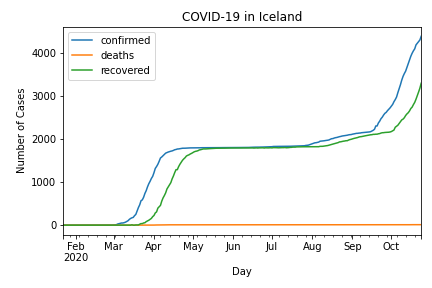 COVID-19 in Iceland
confirmed
deaths
recovered
Number of Cases
4000
3000
2000
1000
0
Feb Mar Apr May Jun Jul Aug Sep Oct
2020
Day